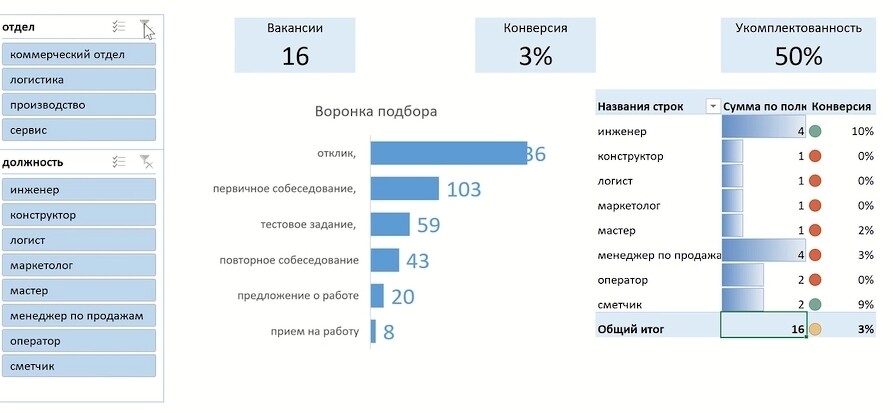 отдел
коммерческий отдел
логистика
производство
сервис
должность
инженер
конструктор
логист
маркетолог
мастер
менеджер по продажам
оператор
сметчик
Вакансии
16
Конверсия
3%
Укомплектованность
50%
Воронка подбора
отклик, 36
первичное собеседование, 103
тестовое задание, 59
повторное собеседование 43
предложение о работе 20
прием на работу 8
Названия строк Сумма по полю Конверсия
инженер 4 10%
конструктор 1 0%
логист 1 0%
маркетолог 1 0%
мастер 1 2%
менеджер по продажа 4 3%
оператор 2 0%
сметчик 2 9%
Общий итог 16 3%